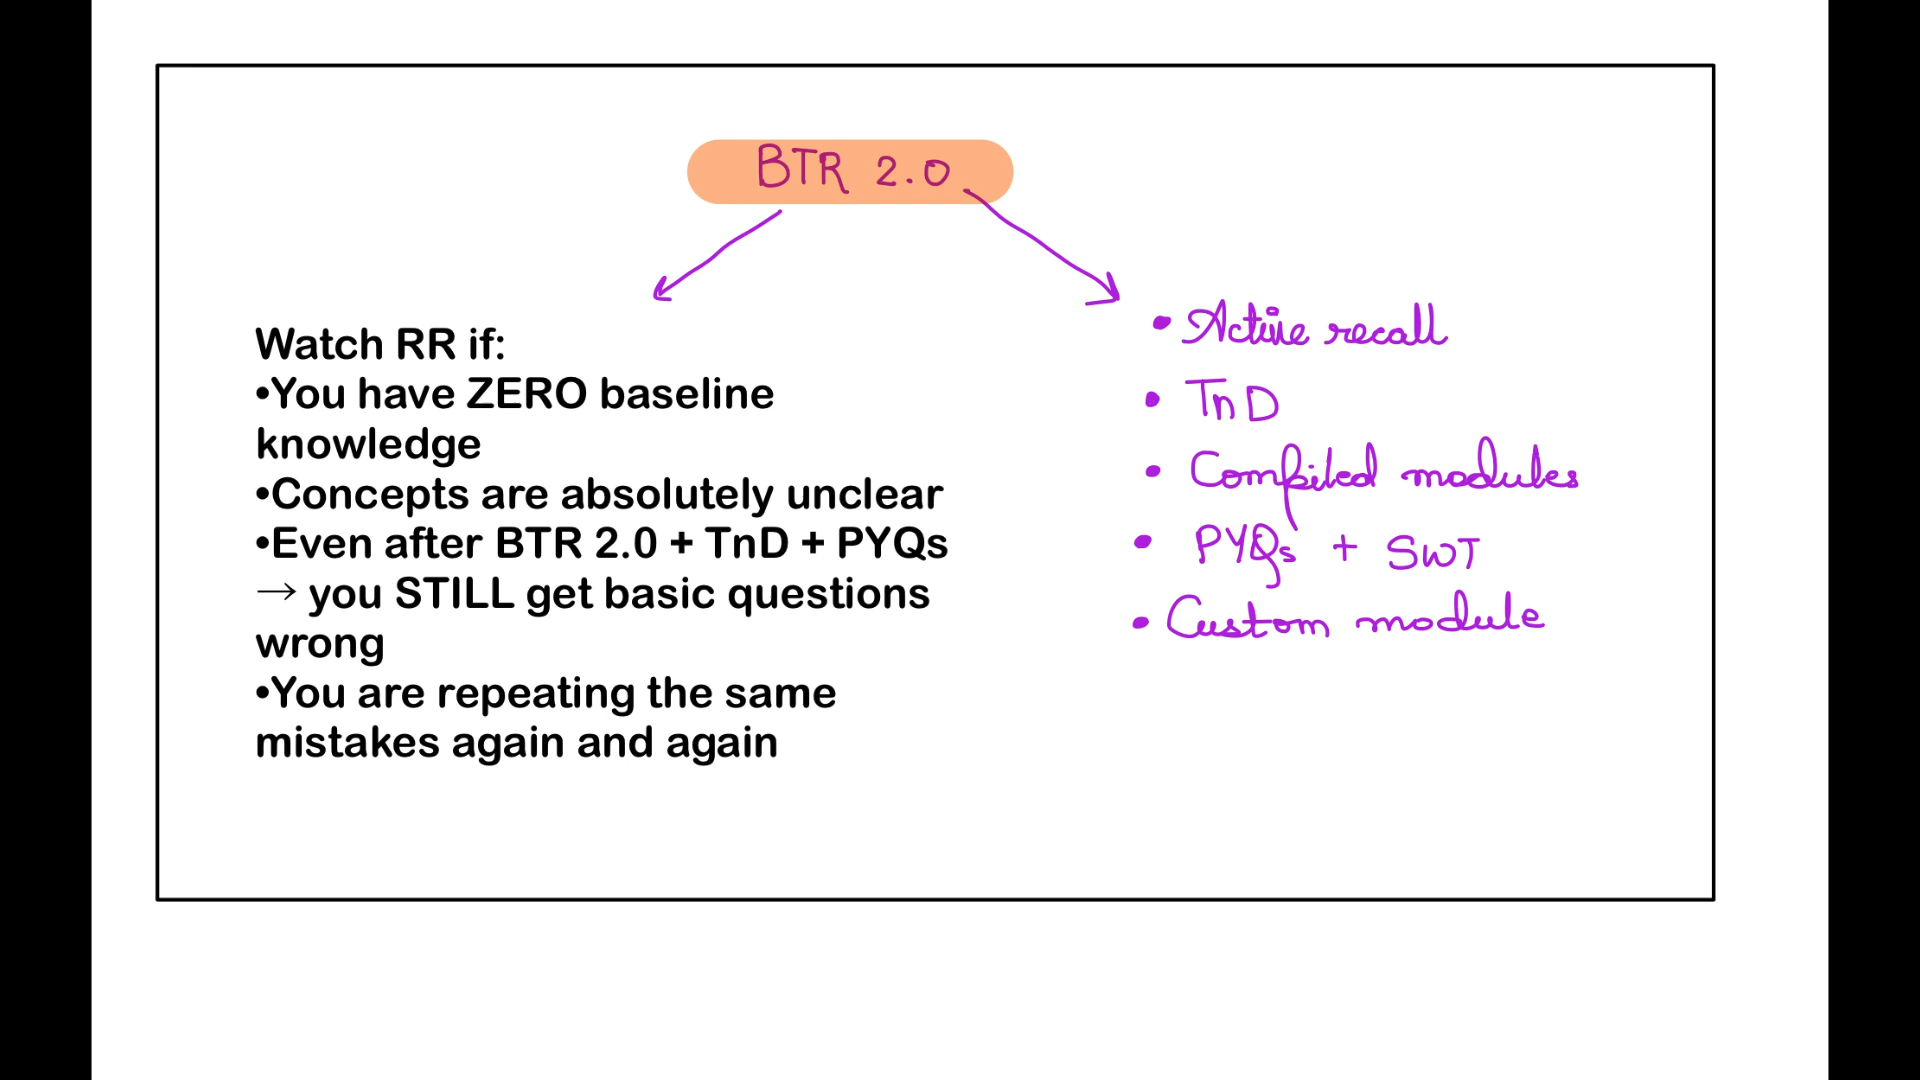 BTR 2.0
Watch RR if:
•You have ZERO baseline
knowledge
•Concepts are absolutely unclear
•Even after BTR 2.0 + TnD + PYQs
→ you STILL get basic questions
wrong
•You are repeating the same
mistakes again and again
• Active recall
• TnD
• Compiled modules
• PYQs + SWT
• Custom module